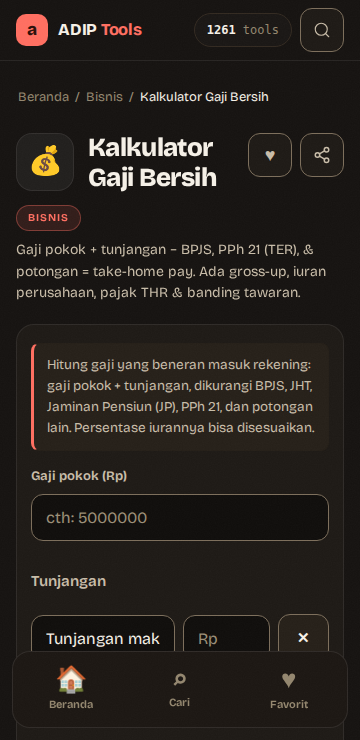 a ADIP Tools 1261 tools
Beranda / Bisnis / Kalkulator Gaji Bersih
Kalkulator
Gaji Bersih
BISNIS
Gaji pokok + tunjangan − BPJS, PPh 21 (TER), &
potongan = take-home pay. Ada gross-up, iuran
perusahaan, pajak THR & banding tawaran.
Hitung gaji yang beneran masuk rekening:
gaji pokok + tunjangan, dikurangi BPJS, JHT,
Jaminan Pensiun (JP), PPh 21, dan potongan
lain. Persentase iurannya bisa disesuaikan.
Gaji pokok (Rp)
cth: 5000000
Tunjangan
Tunjangan mak Rp ×
Beranda Cari Favorit